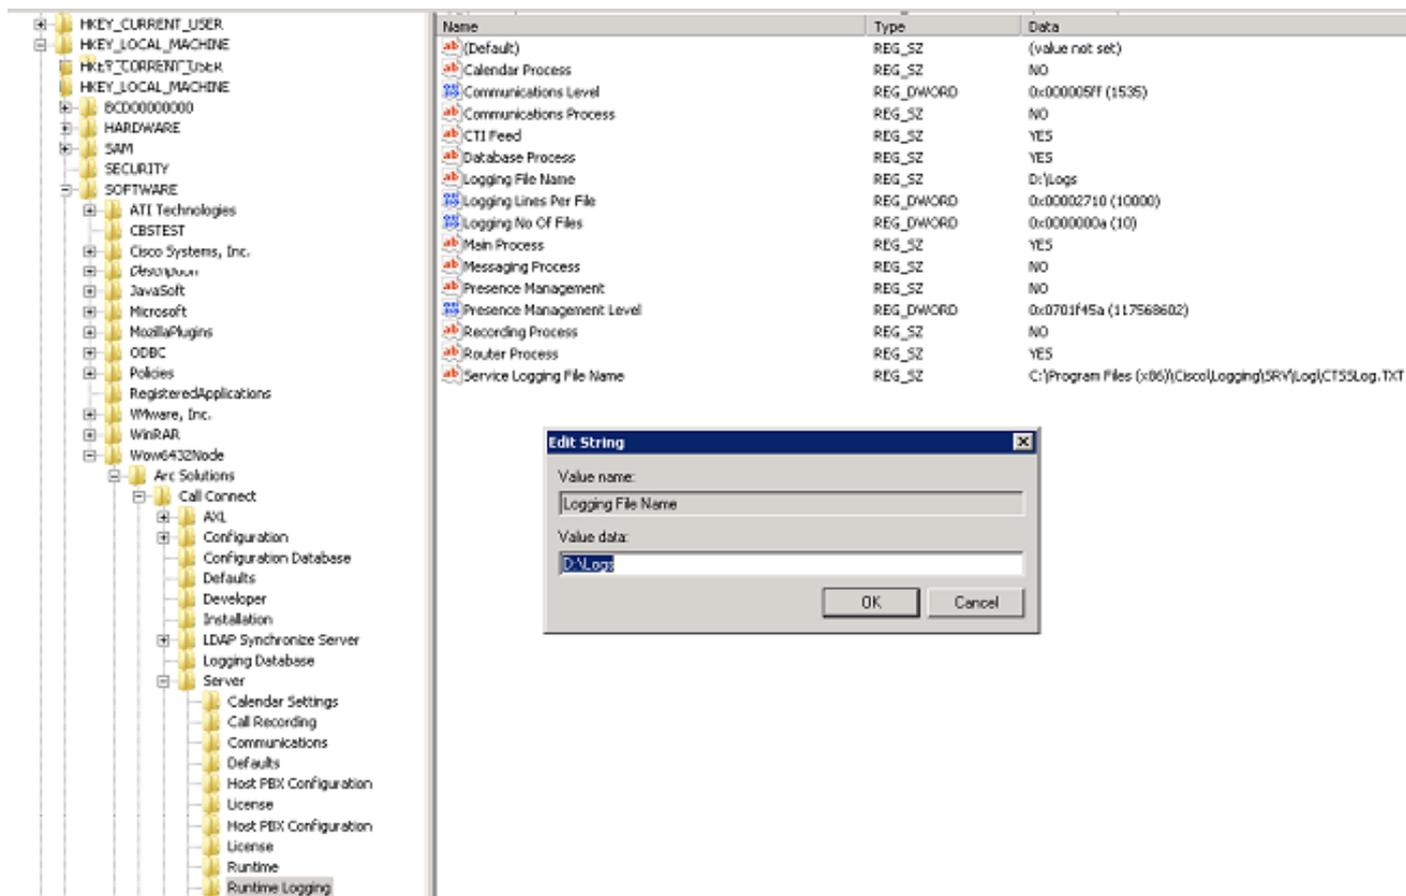 HKEY_CURRENT_USER
HKEY_LOCAL_MACHINE
HKEY_CURRENT_USER
HKEY_LOCAL_MACHINE
BCD00000000
HARDWARE
SAM
SECURITY
SOFTWARE
ATI Technologies
CBSTEST
Cisco Systems, Inc.
Description
JavaSoft
Microsoft
MozillaPlugins
ODBC
Policies
RegisteredApplications
VMware, Inc.
WinRAR
Wow6432Node
Arc Solutions
Call Connect
AXL
Configuration
Configuration Database
Defaults
Developer
Installation
LDAP Synchronize Server
Logging Database
Server
Calendar Settings
Call Recording
Communications
Defaults
Host PBX Configuration
License
Host PBX Configuration
License
Runtime
Runtime Logging
Name Type Data
(Default) REG_SZ (value not set)
Calendar Process REG_SZ NO
Communications Level REG_DWORD 0x000005ff (1535)
Communications Process REG_SZ NO
CTI Feed REG_SZ YES
Database Process REG_SZ YES
Logging File Name REG_SZ D:\Logs
Logging Lines Per File REG_DWORD 0x00002710 (10000)
Logging No Of Files REG_DWORD 0x0000000a (10)
Main Process REG_SZ YES
Messaging Process REG_SZ NO
Presence Management REG_SZ NO
Presence Management Level REG_DWORD 0x0701f45a (117568602)
Recording Process REG_SZ NO
Router Process REG_SZ YES
Service Logging File Name REG_SZ C:\Program Files (x86)\Cisco\Logging\SRV\Log\CTSSLog.TXT
Edit String
Value name:
Logging File Name
Value data:
D:\Logs
OK Cancel